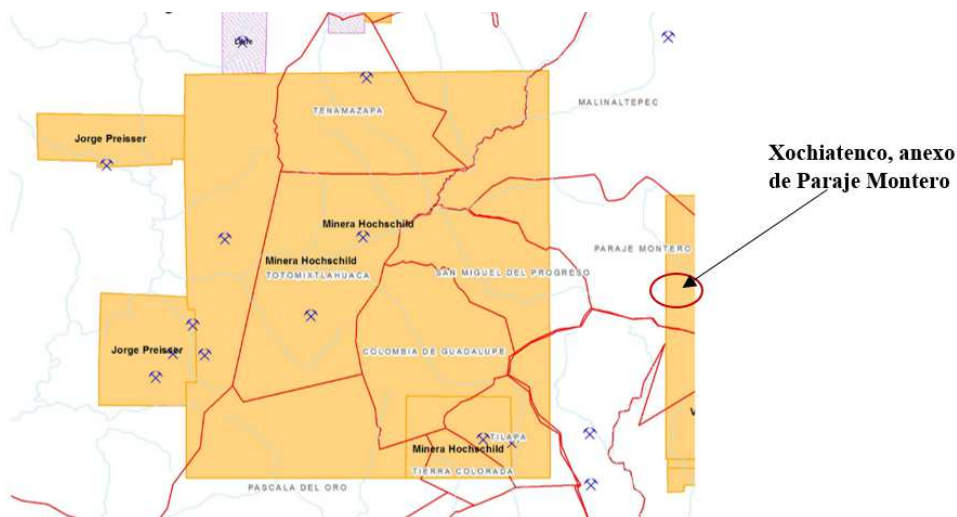 TENAMAZAPA
MALINALTEPEC
Jorge Preisser
Xochiatenco, anexo
de Paraje Montero
Minera Hochschild
PARAJE MONTERO
Minera Hochschild
TOTOMIXTLAHUACA
SAN MIGUEL DEL PROGRESO
Jorge Preisser
COLOMBIA DE GUADALUPE
V
TILAPA
Minera Hochschild
TIERRA COLORADA
PASCALA DEL ORO